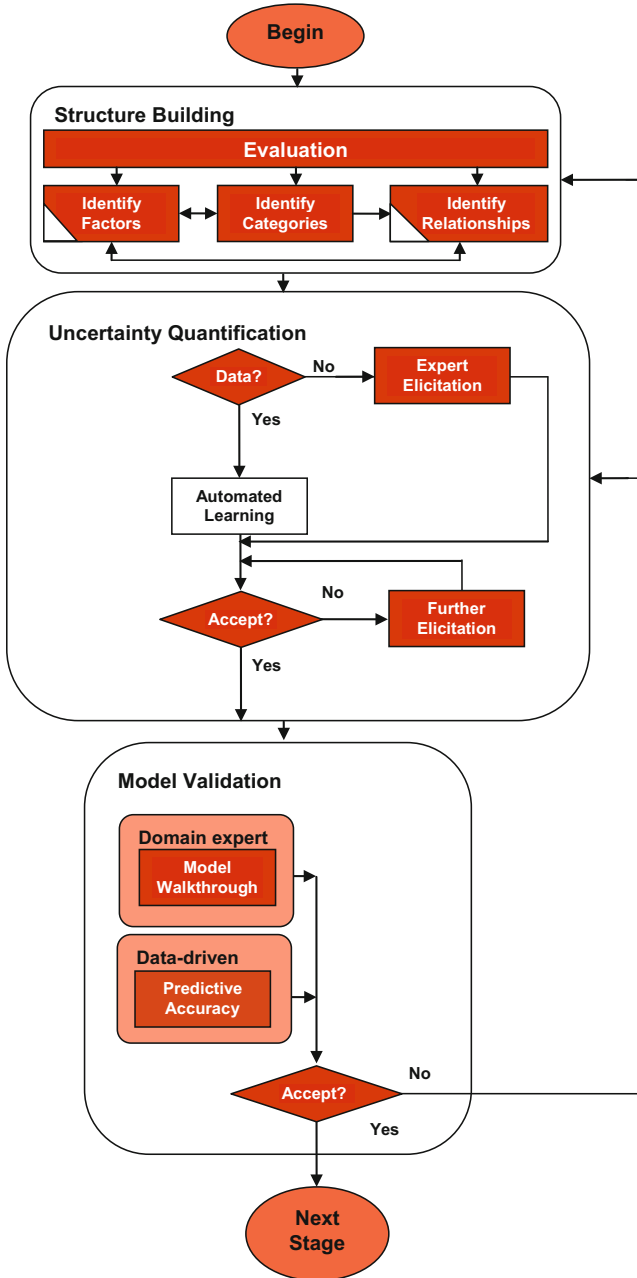 Begin
Structure Building
Evaluation
Identify
Factors
Identify
Categories
Identify
Relationships
Uncertainty Quantification
Data?
No
Expert
Elicitation
Yes
Automated
Learning
Accept?
No
Further
Elicitation
Yes
Model Validation
Domain expert
Model
Walkthrough
Data-driven
Predictive
Accuracy
Accept?
No
Yes
Next
Stage